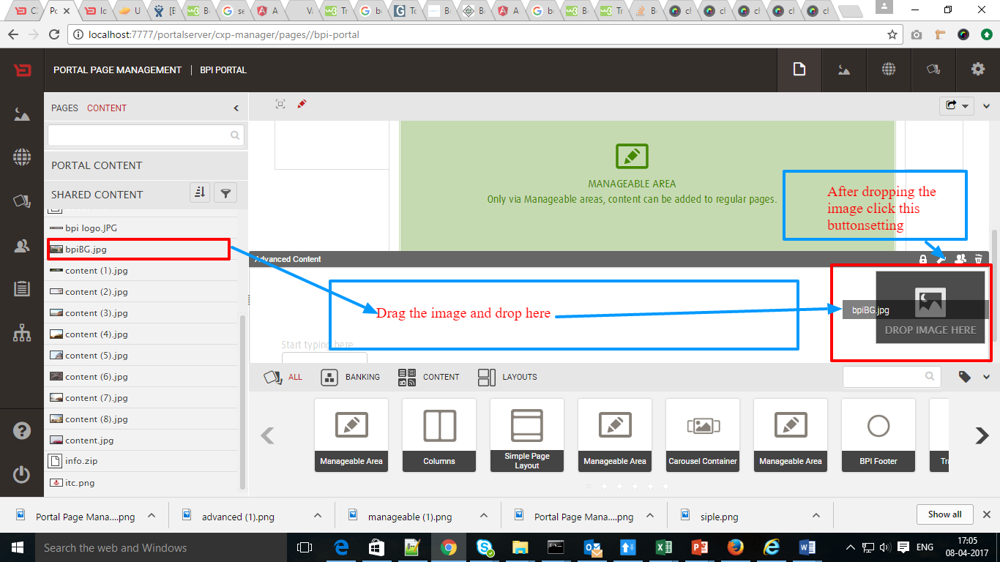 localhost:7777/portalserver/cxp-manager/pages//bpi-portal
PORTAL PAGE MANAGEMENT | BPI PORTAL
PAGES CONTENT
PORTAL CONTENT
SHARED CONTENT
bpi logo.JPG
bpiBG.jpg
content (1).jpg
content (2).jpg
content (3).jpg
content (4).jpg
content (5).jpg
content (6).jpg
content (7).jpg
content (8).jpg
content.jpg
info.zip
itc.png
MANAGEABLE AREA
Only via Manageable areas, content can be added to regular pages.
After dropping the
image click this
buttonsetting
Advanced Content
Drag the image and drop here
bpiBG.jpg
DROP IMAGE HERE
Start typing here
ALL
BANKING
CONTENT
LAYOUTS
Manageable Area
Columns
Simple Page
Layout
Manageable Area
Carousel Container
Manageable Area
BPI Footer
Portal Page Mana....png
advanced (1).png
manageable (1).png
Portal Page Mana....png
siple.png
Show all
Search the web and Windows
ENG
17:05
08-04-2017